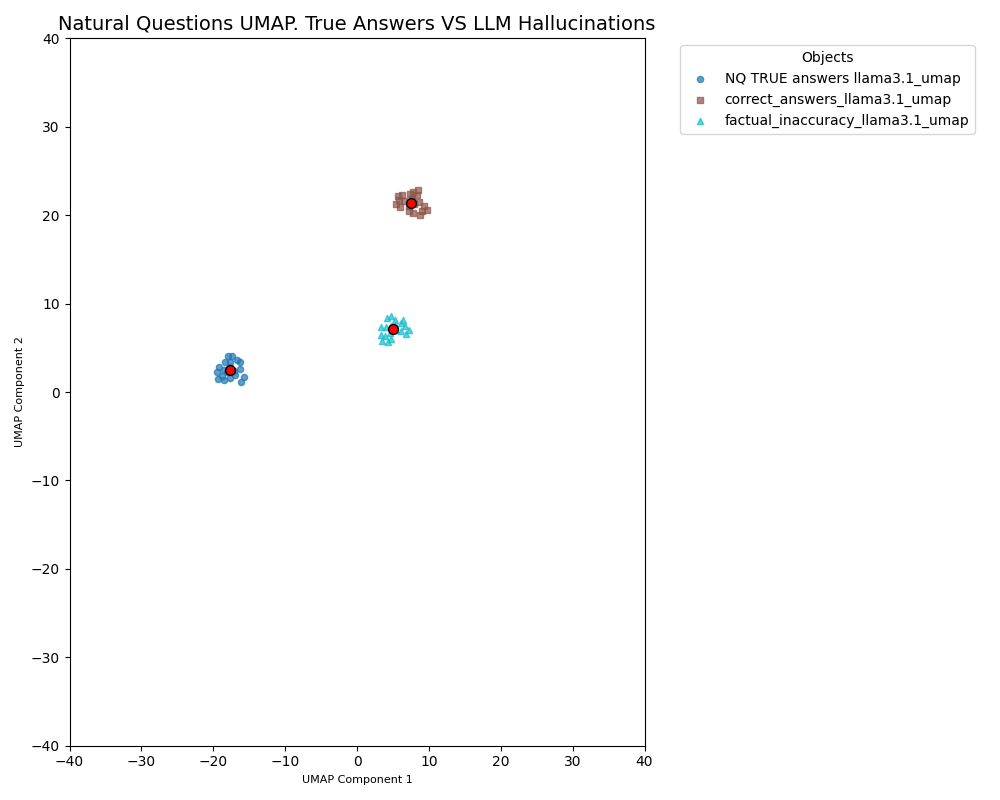 Natural Questions UMAP. True Answers VS LLM Hallucinations
Objects
NQ TRUE answers llama3.1_umap
correct_answers_llama3.1_umap
factual_inaccuracy_llama3.1_umap
40
30
20
10
0
−10
−20
−30
−40
UMAP Component 2
−40 −30 −20 −10 0 10 20 30 40
UMAP Component 1